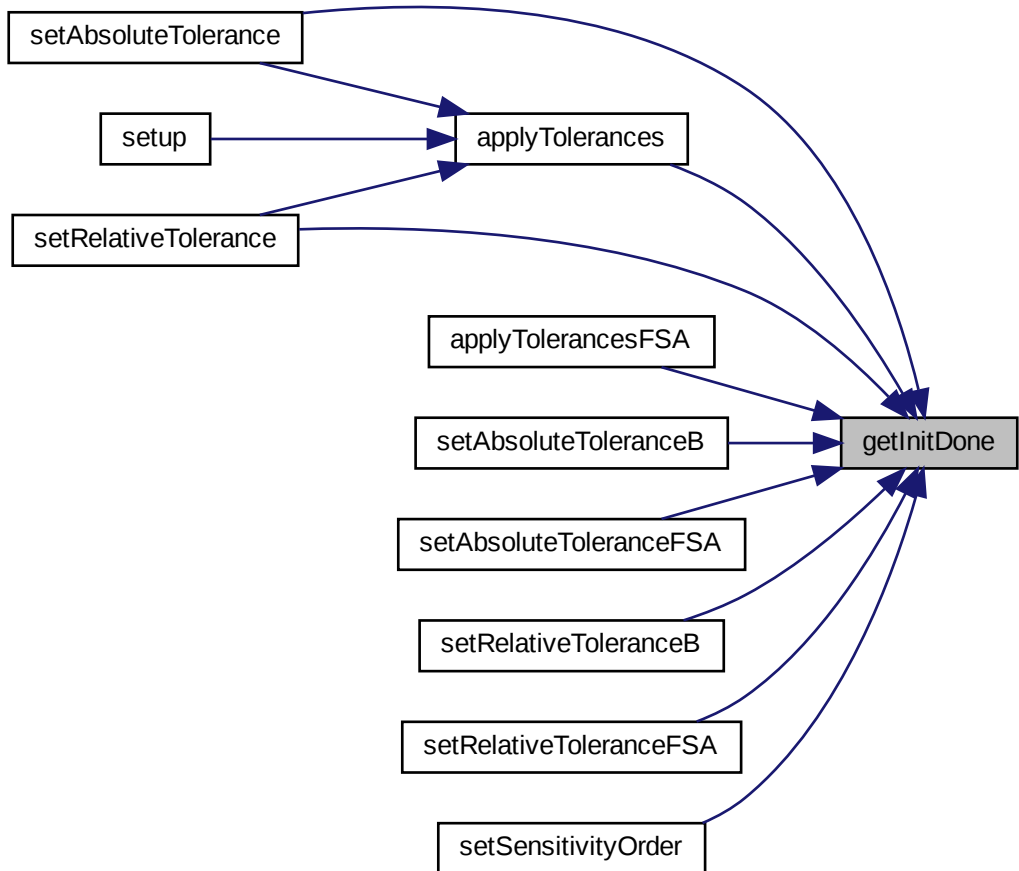 setAbsoluteTolerance
setup
applyTolerances
setRelativeTolerance
applyTolerancesFSA
setAbsoluteToleranceB
getInitDone
setAbsoluteToleranceFSA
setRelativeToleranceB
setRelativeToleranceFSA
setSensitivityOrder